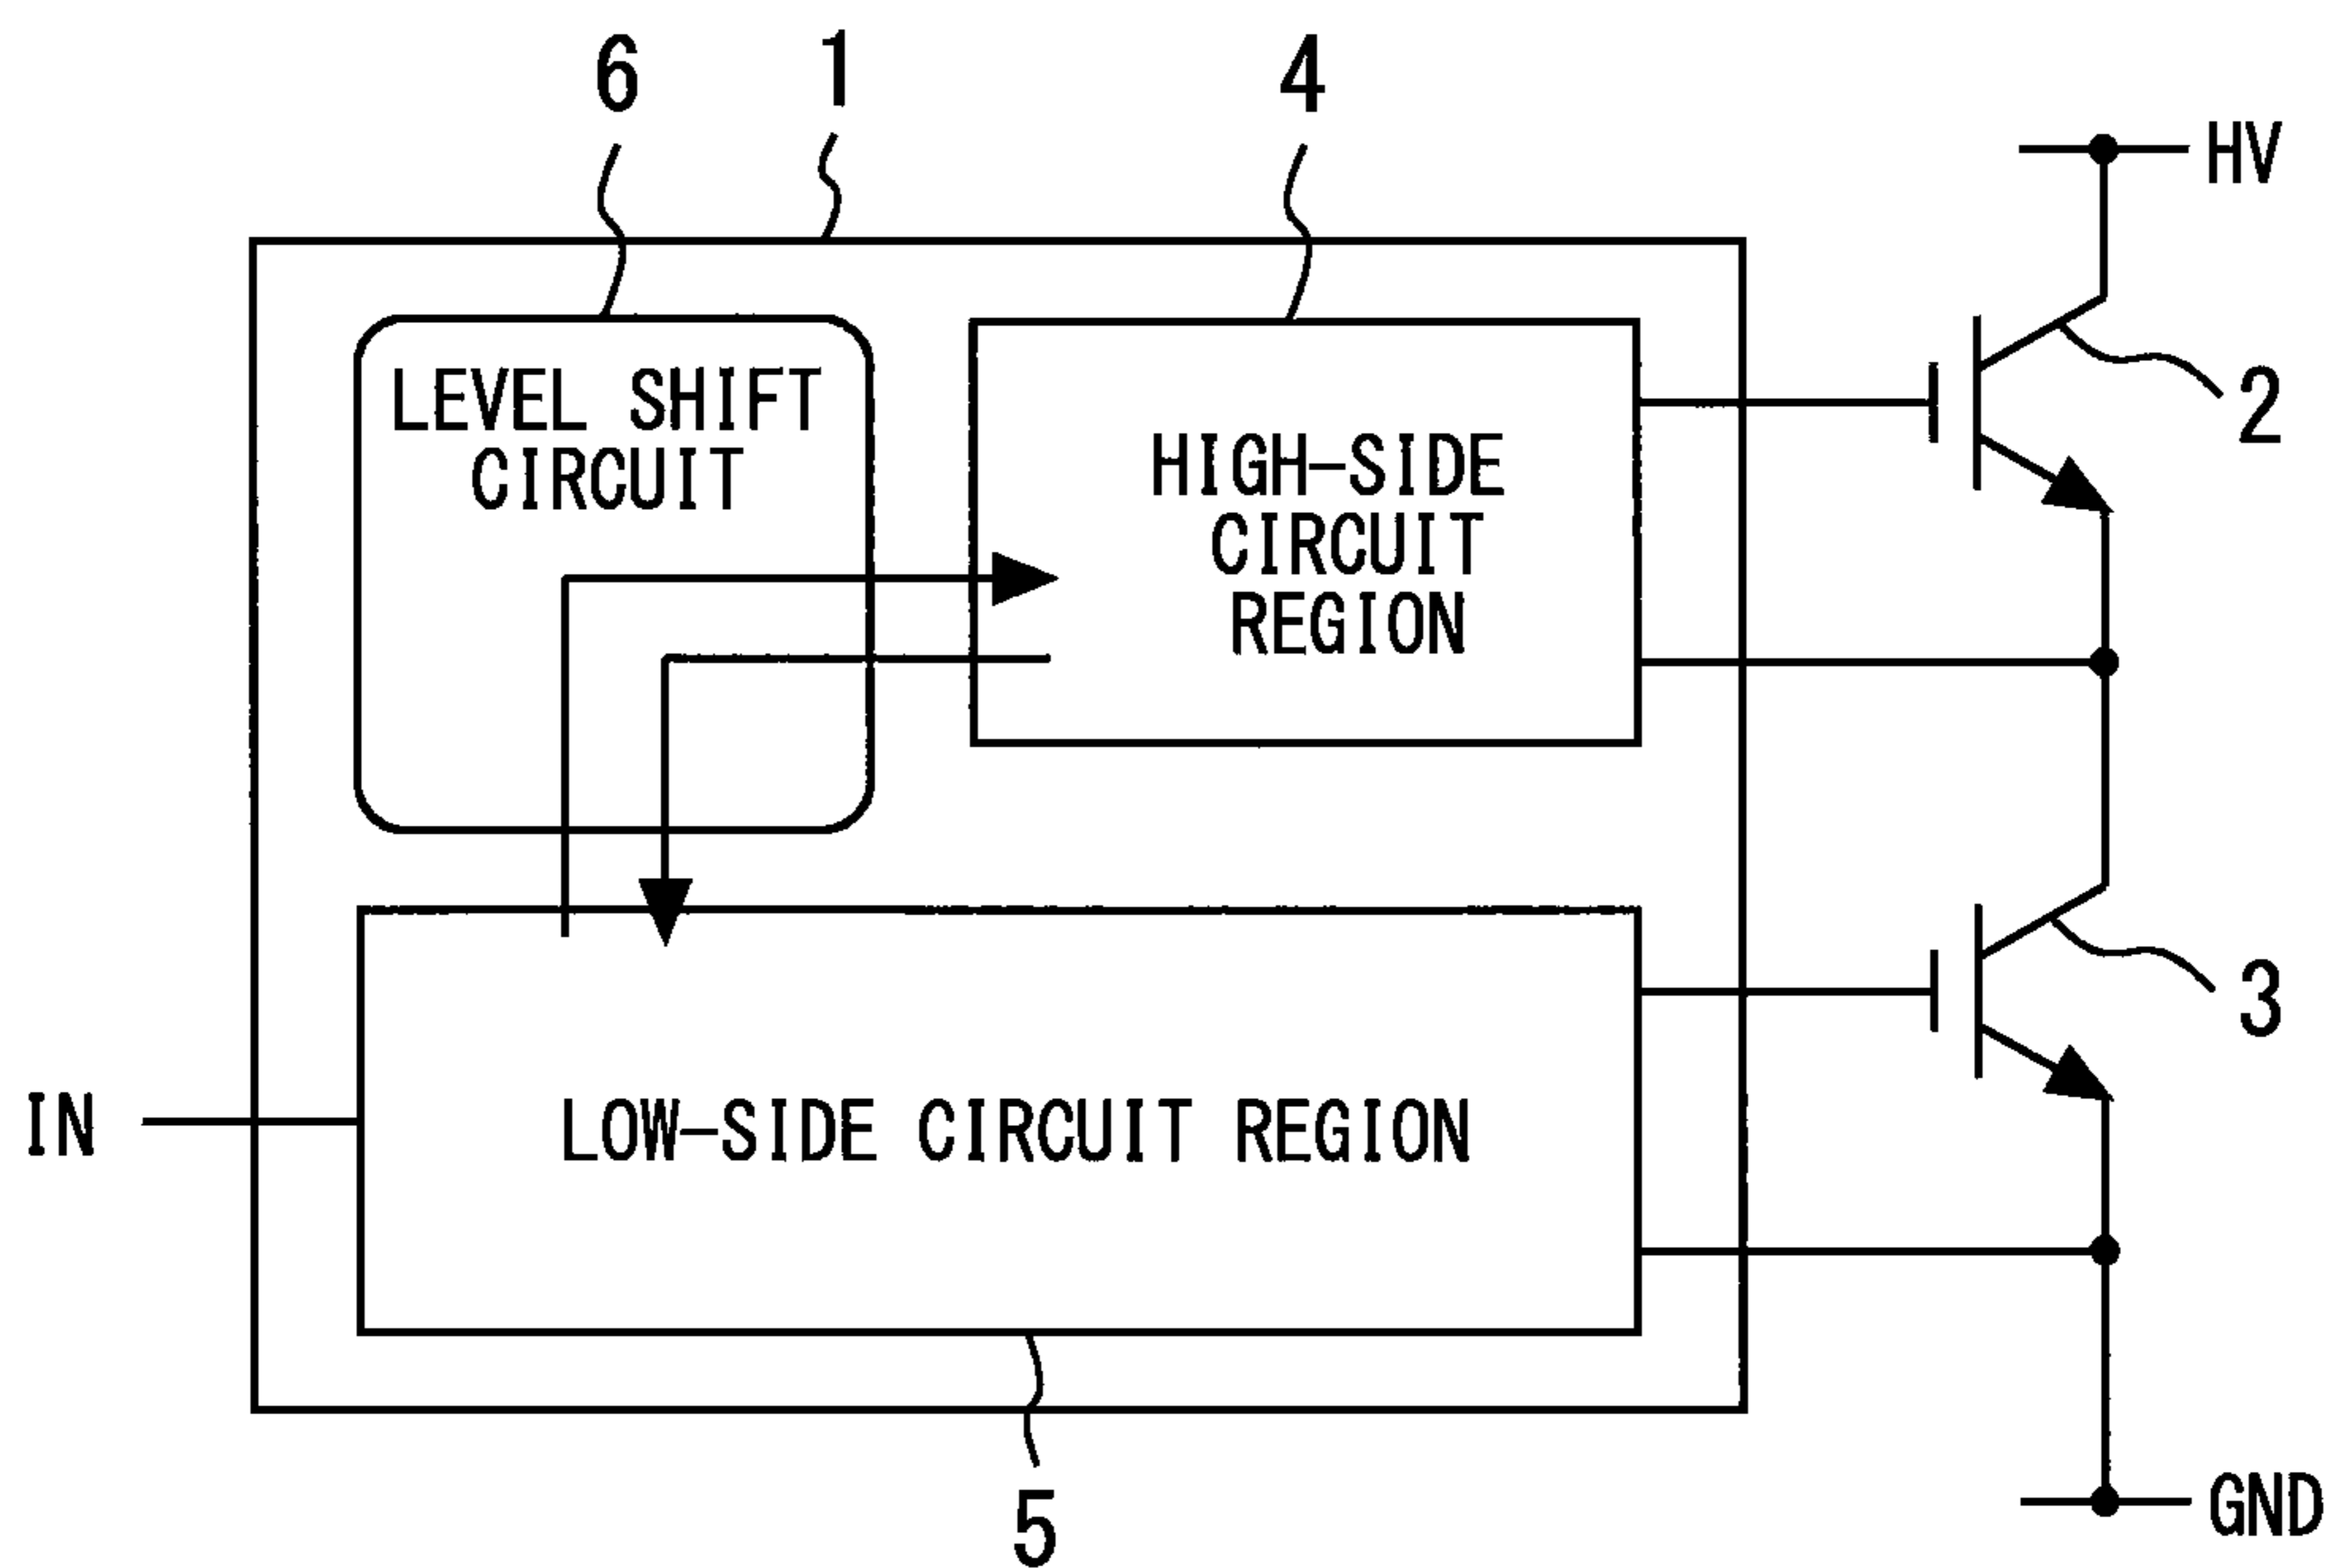 6
1
4
HV
LEVEL SHIFT
CIRCUIT
HIGH-SIDE
CIRCUIT
REGION
2
3
IN
LOW-SIDE CIRCUIT REGION
5
GND